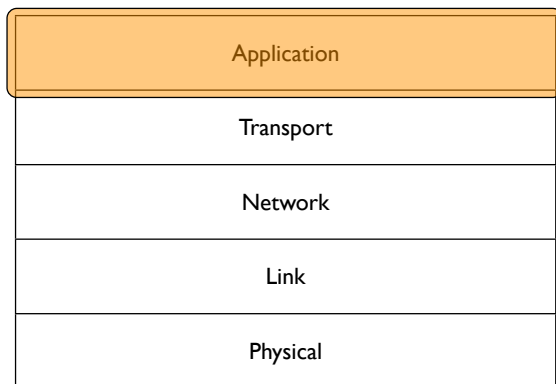 Application
Transport
Network
Link
Physical